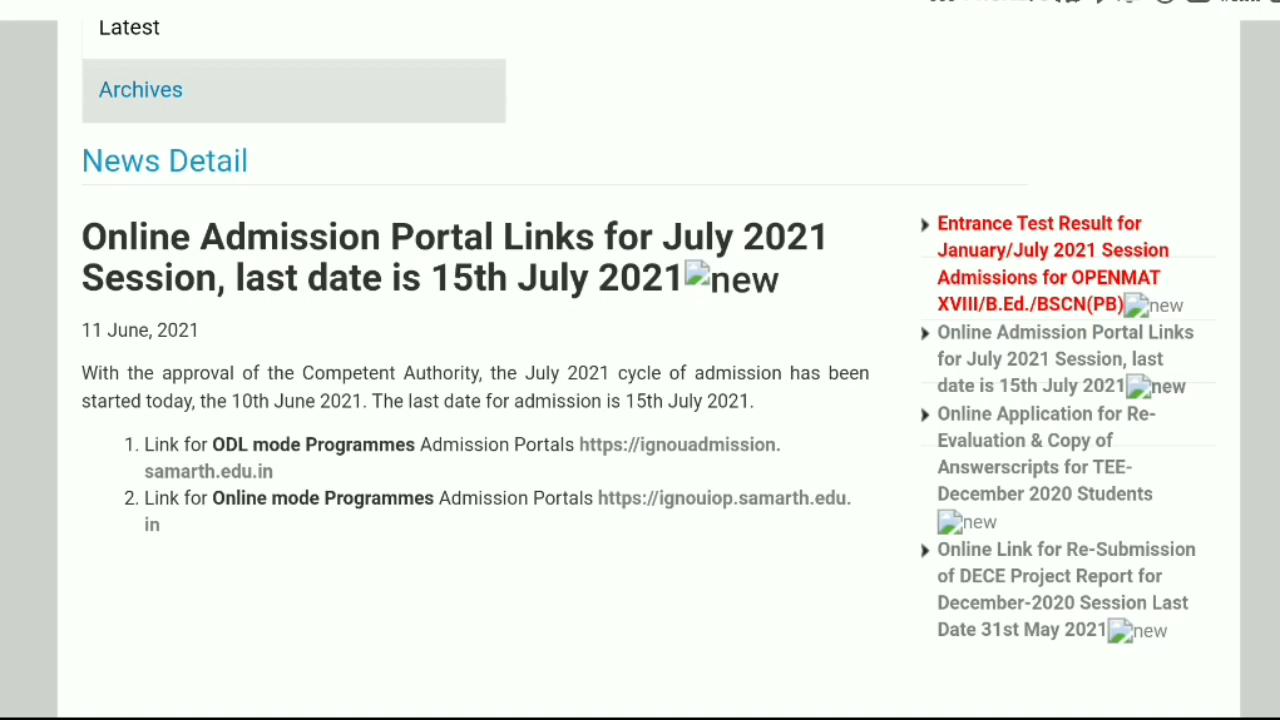 Latest
Archives
News Detail
Online Admission Portal Links for July 2021
Session, last date is 15th July 2021new
11 June, 2021
With the approval of the Competent Authority, the July 2021 cycle of admission has been
started today, the 10th June 2021. The last date for admission is 15th July 2021.
1. Link for ODL mode Programmes Admission Portals https://ignouadmission.
samarth.edu.in
2. Link for Online mode Programmes Admission Portals https://ignouiop.samarth.edu.
in
Entrance Test Result for
January/July 2021 Session
Admissions for OPENMAT
XVIII/B.Ed./BSCN(PB)new
Online Admission Portal Links
for July 2021 Session, last
date is 15th July 2021new
Online Application for Re-
Evaluation & Copy of
Answerscripts for TEE-
December 2020 Students
new
Online Link for Re-Submission
of DECE Project Report for
December-2020 Session Last
Date 31st May 2021new